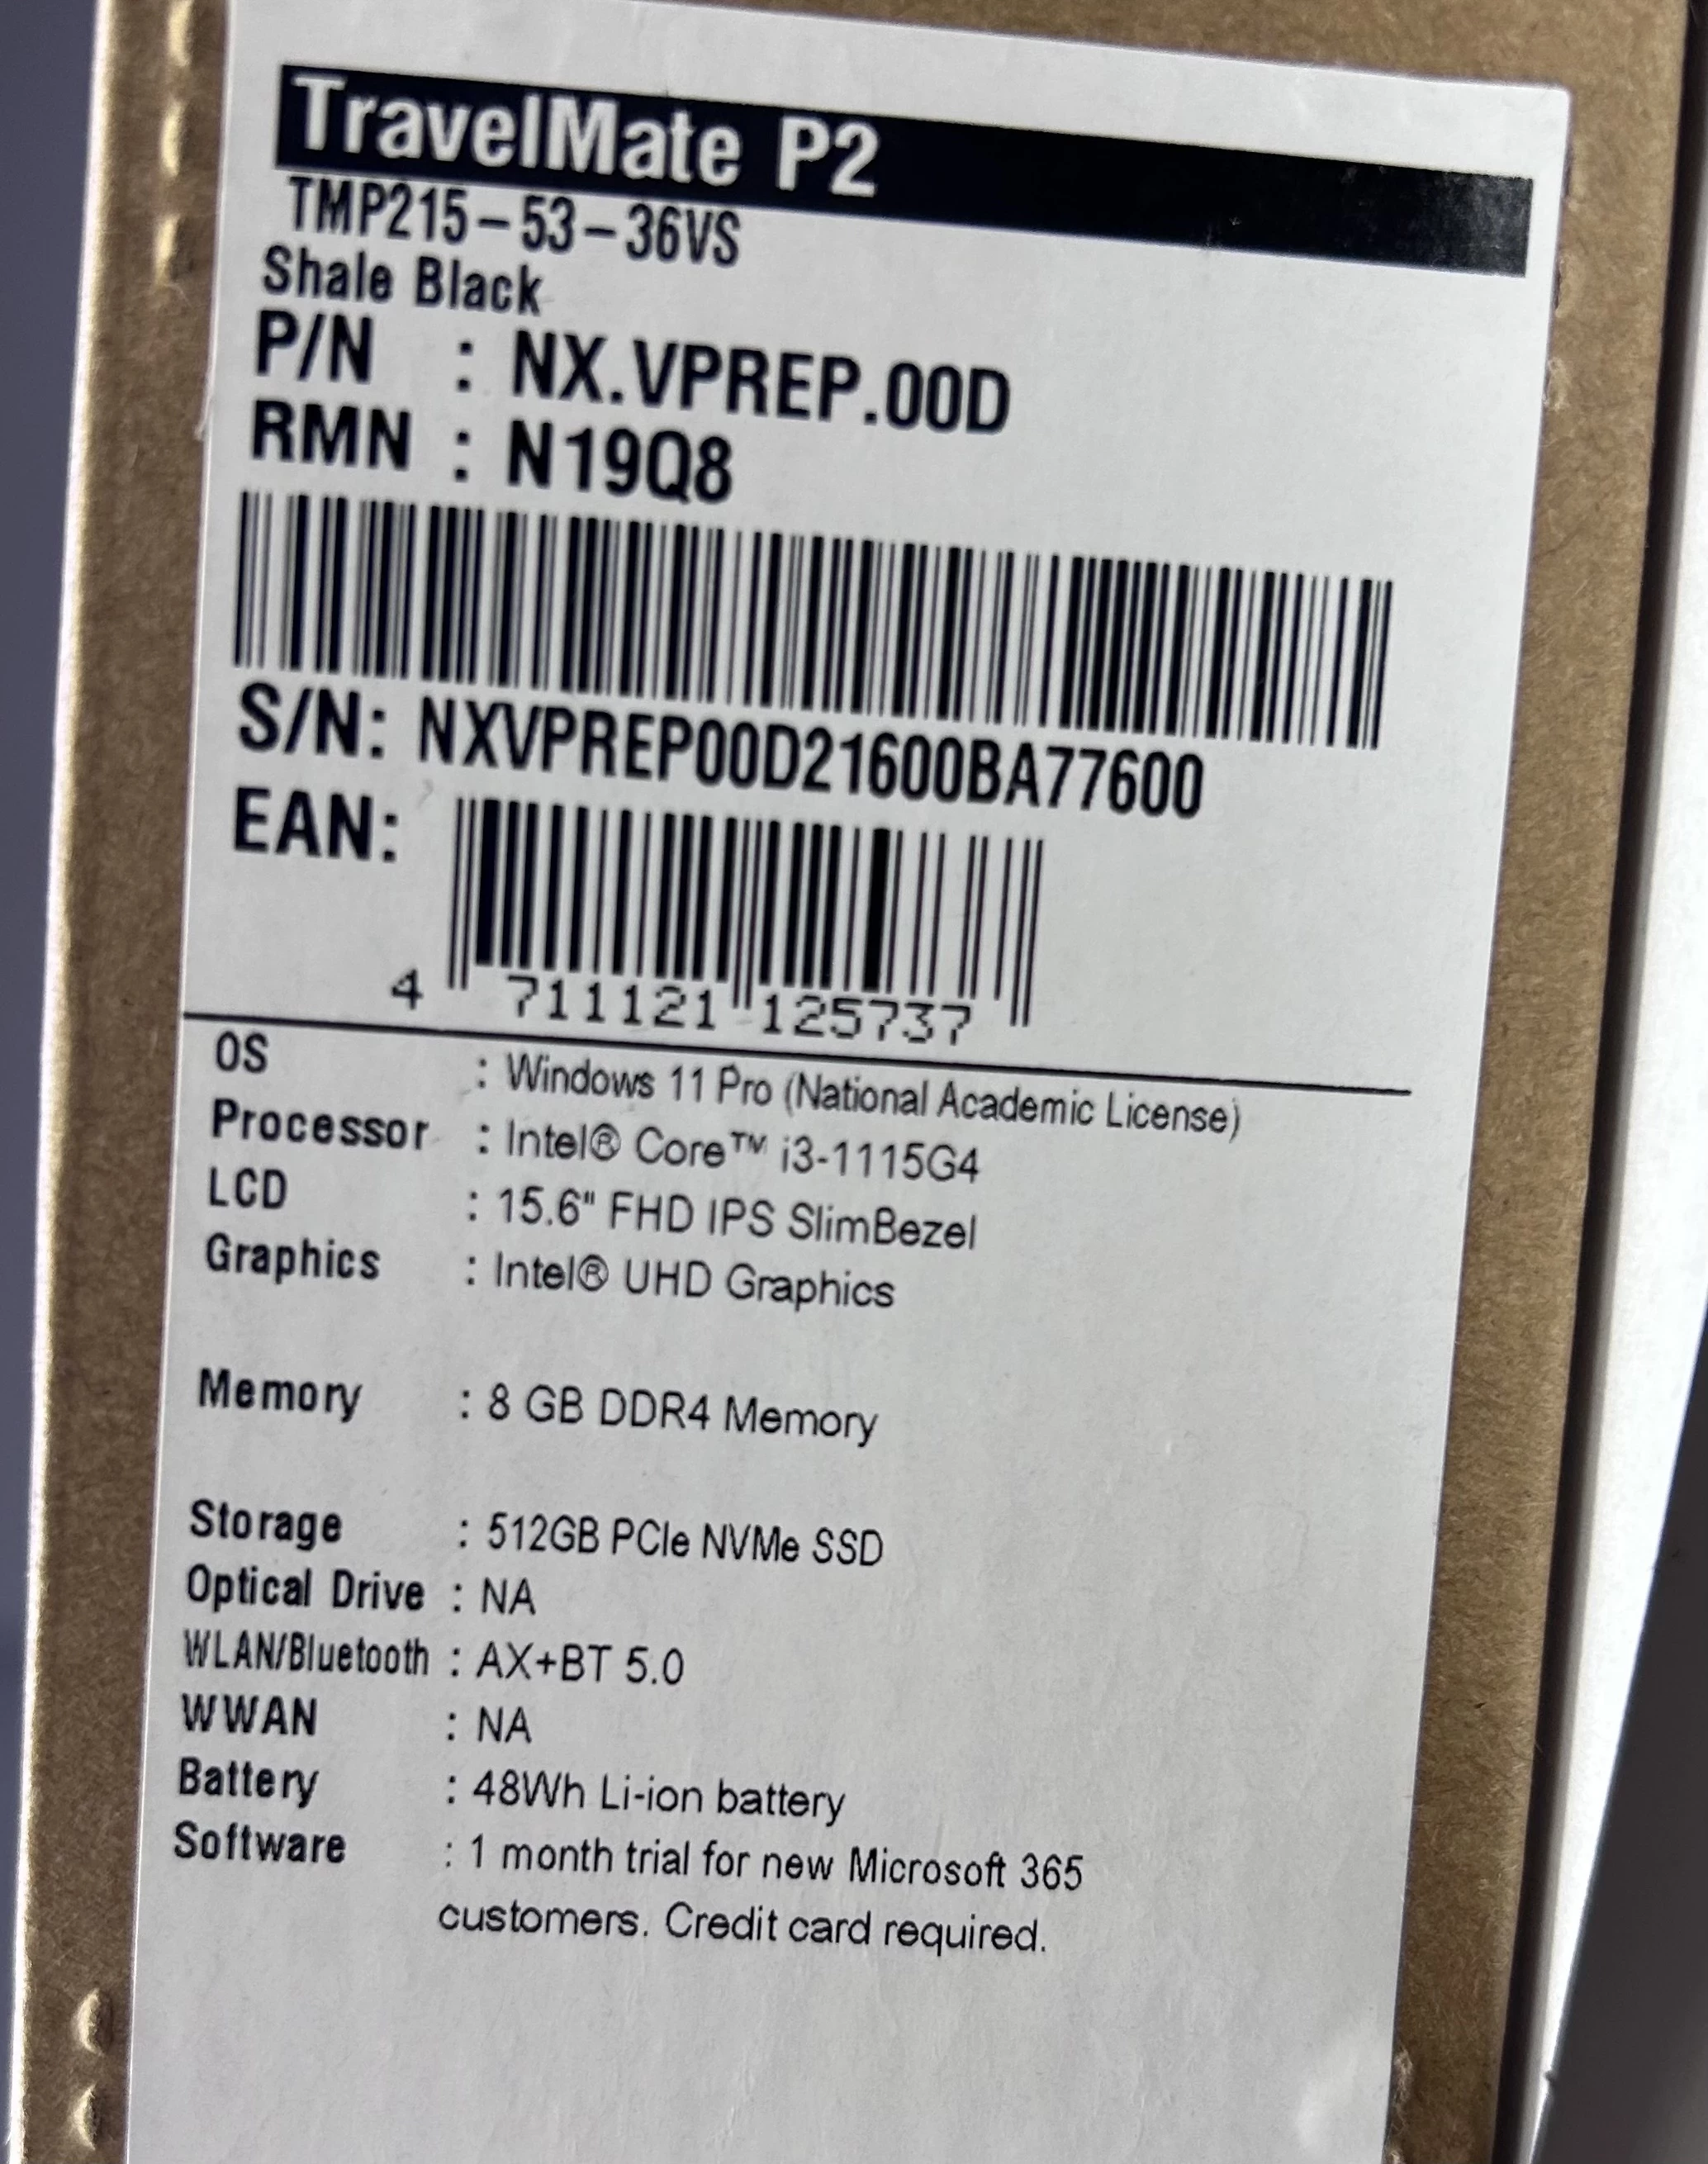 TravelMate P2
TMP215-53-36VS
Shale Black
P/N : NX.VPREP.00D
RMN : N19Q8
S/N: NXVPREP00D21600BA77600
EAN:
4 711121 125737
OS : Windows 11 Pro (National Academic License)
Processor : Intel® Core™ i3-1115G4
LCD : 15.6" FHD IPS SlimBezel
Graphics : Intel® UHD Graphics
Memory : 8 GB DDR4 Memory
Storage : 512GB PCIe NVMe SSD
Optical Drive : NA
WLAN/Bluetooth : AX+BT 5.0
WWAN : NA
Battery : 48Wh Li-ion battery
Software : 1 month trial for new Microsoft 365
customers. Credit card required.